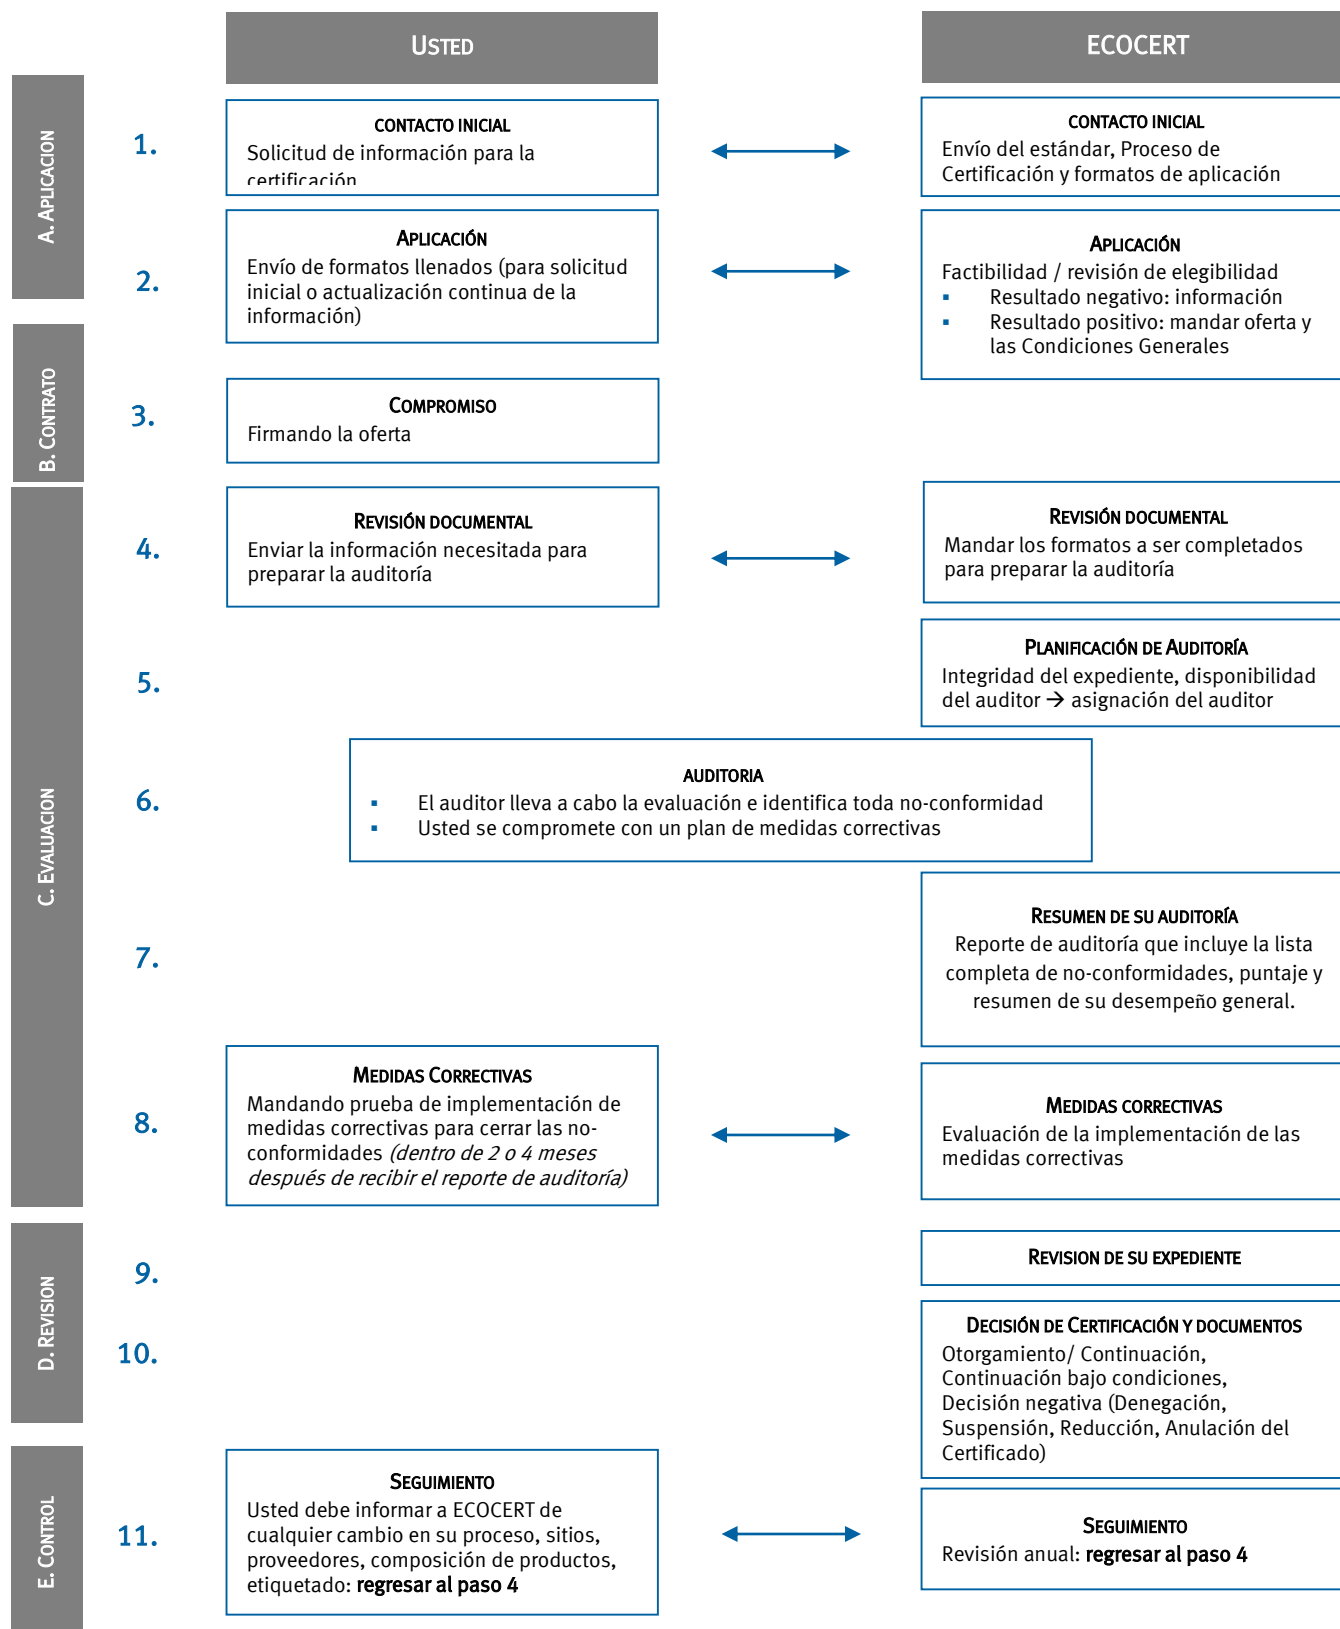 USTED
ECOCERT
A. APLICACION
1.
CONTACTO INICIAL
Solicitud de información para la
certificación
CONTACTO INICIAL
Envío del estándar, Proceso de
Certificación y formatos de aplicación
2.
APLICACIÓN
Envío de formatos llenados (para solicitud
inicial o actualización continua de la
información)
APLICACIÓN
Factibilidad / revisión de elegibilidad
▪ Resultado negativo: información
▪ Resultado positivo: mandar oferta y
las Condiciones Generales
B. CONTRATO
3.
COMPROMISO
Firmando la oferta
C. EVALUACION
4.
REVISIÓN DOCUMENTAL
Enviar la información necesitada para
preparar la auditoría
REVISIÓN DOCUMENTAL
Mandar los formatos a ser completados
para preparar la auditoría
5.
PLANIFICACIÓN DE AUDITORÍA
Integridad del expediente, disponibilidad
del auditor → asignación del auditor
6.
AUDITORIA
▪ El auditor lleva a cabo la evaluación e identifica toda no-conformidad
▪ Usted se compromete con un plan de medidas correctivas
7.
RESUMEN DE SU AUDITORÍA
Reporte de auditoría que incluye la lista
completa de no-conformidades, puntaje y
resumen de su desempeño general.
8.
MEDIDAS CORRECTIVAS
Mandando prueba de implementación de
medidas correctivas para cerrar las no-
conformidades (dentro de 2 o 4 meses
después de recibir el reporte de auditoría)
MEDIDAS CORRECTIVAS
Evaluación de la implementación de las
medidas correctivas
D. REVISION
9.
REVISION DE SU EXPEDIENTE
10.
DECISIÓN DE CERTIFICACIÓN Y DOCUMENTOS
Otorgamiento/ Continuación,
Continuación bajo condiciones,
Decisión negativa (Denegación,
Suspensión, Reducción, Anulación del
Certificado)
E. CONTROL
11.
SEGUIMIENTO
Usted debe informar a ECOCERT de
cualquier cambio en su proceso, sitios,
proveedores, composición de productos,
etiquetado: regresar al paso 4
SEGUIMIENTO
Revisión anual: regresar al paso 4